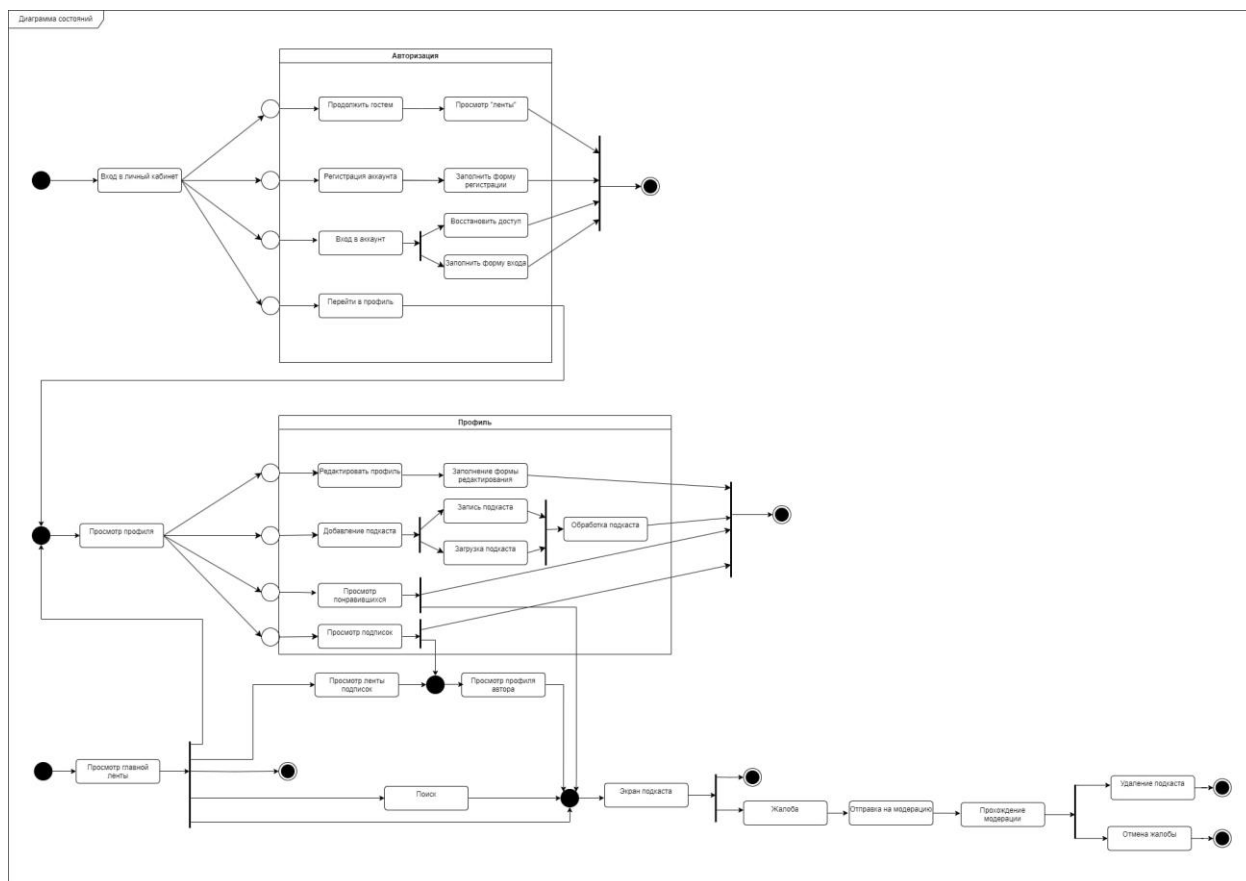 Диаграмма состояний
Авторизация
Продолжить гостем
Просмотр "ленты"
Вход в личный кабинет
Регистрация аккаунта
Заполнить форму
регистрации
Восстановить доступ
Вход в аккаунт
Заполнить форму входа
Перейти в профиль
Профиль
Редактировать профиль
Заполнение формы
редактирования
Запись подкаста
Просмотр профиля
Добавление подкаста
Обработка подкаста
Загрузка подкаста
Просмотр
понравившихся
Просмотр подписок
Просмотр ленты
подписок
Просмотр профиля
автора
Просмотр главной
ленты
Поиск
Экран подкаста
Жалоба
Отправка на модерацию
Прохождение
модерации
Удаление подкаста
Отмена жалобы